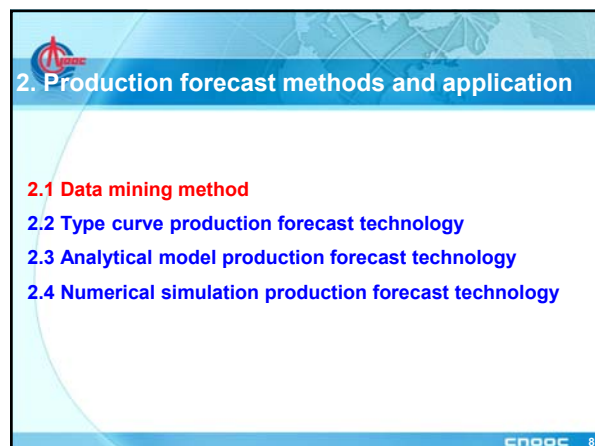 CNOOC
2. Production forecast methods and application
2.1 Data mining method
2.2 Type curve production forecast technology
2.3 Analytical model production forecast technology
2.4 Numerical simulation production forecast technology
CNOOC 8